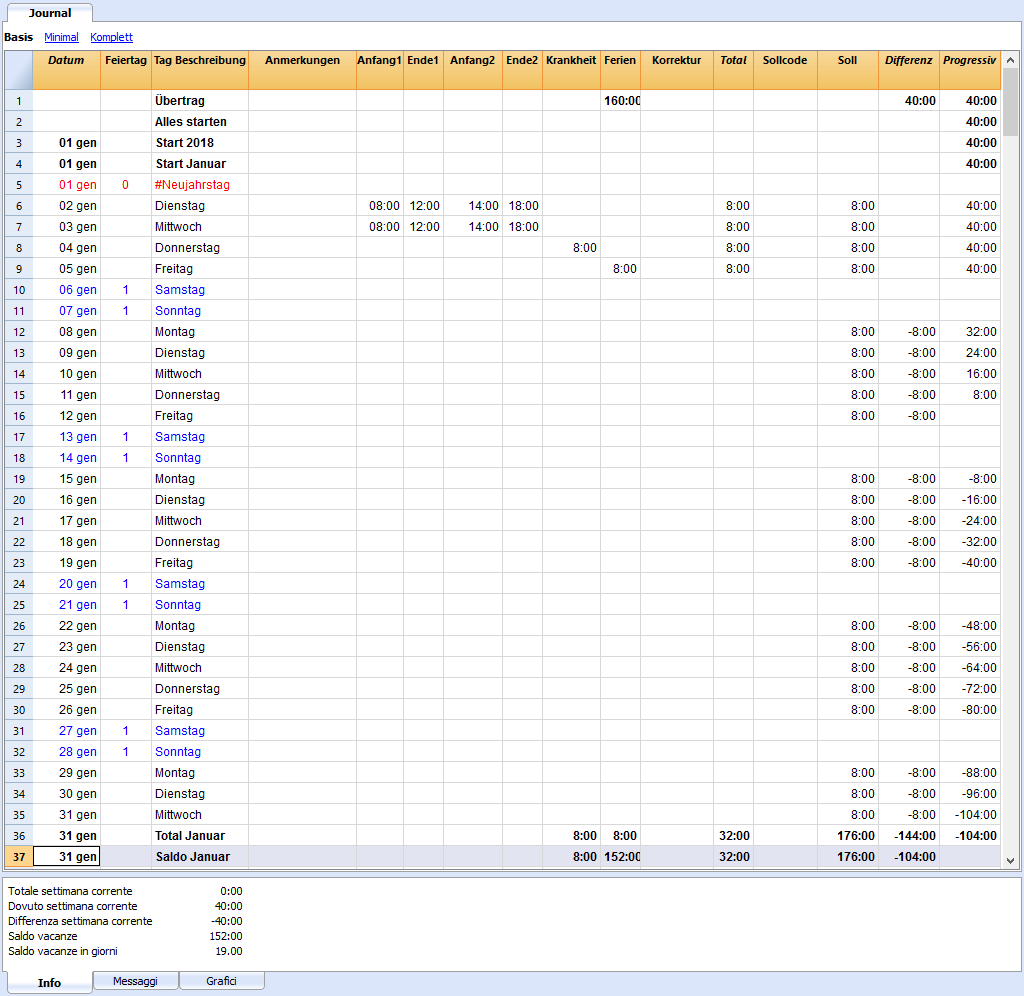 Journal
Basis Minimal Komplett
Datum Feiertag Tag Beschreibung Anmerkungen Anfang1 Ende1 Anfang2 Ende2 Krankheit Ferien Korrektur Total Sollcode Soll Differenz Progressiv
1 Übertrag 160:00 40:00 40:00
2 Alles starten 40:00
3 01 gen Start 2018 40:00
4 01 gen Start Januar 40:00
5 01 gen 0 #Neujahrstag
6 02 gen Dienstag 08:00 12:00 14:00 18:00 8:00 8:00 40:00
7 03 gen Mittwoch 08:00 12:00 14:00 18:00 8:00 8:00 40:00
8 04 gen Donnerstag 8:00 8:00 8:00 40:00
9 05 gen Freitag 8:00 8:00 8:00 40:00
10 06 gen 1 Samstag
11 07 gen 1 Sonntag
12 08 gen Montag 8:00 -8:00 32:00
13 09 gen Dienstag 8:00 -8:00 24:00
14 10 gen Mittwoch 8:00 -8:00 16:00
15 11 gen Donnerstag 8:00 -8:00 8:00
16 12 gen Freitag 8:00 -8:00
17 13 gen 1 Samstag
18 14 gen 1 Sonntag
19 15 gen Montag 8:00 -8:00 -8:00
20 16 gen Dienstag 8:00 -8:00 -16:00
21 17 gen Mittwoch 8:00 -8:00 -24:00
22 18 gen Donnerstag 8:00 -8:00 -32:00
23 19 gen Freitag 8:00 -8:00 -40:00
24 20 gen 1 Samstag
25 21 gen 1 Sonntag
26 22 gen Montag 8:00 -8:00 -48:00
27 23 gen Dienstag 8:00 -8:00 -56:00
28 24 gen Mittwoch 8:00 -8:00 -64:00
29 25 gen Donnerstag 8:00 -8:00 -72:00
30 26 gen Freitag 8:00 -8:00 -80:00
31 27 gen 1 Samstag
32 28 gen 1 Sonntag
33 29 gen Montag 8:00 -8:00 -88:00
34 30 gen Dienstag 8:00 -8:00 -96:00
35 31 gen Mittwoch 8:00 -8:00 -104:00
36 31 gen Total Januar 8:00 8:00 32:00 176:00 -144:00 -104:00
37 31 gen Saldo Januar 8:00 152:00 32:00 176:00 -104:00
Totale settimana corrente 0:00
Dovuto settimana corrente 40:00
Differenza settimana corrente -40:00
Saldo vacanze 152:00
Saldo vacanze in giorni 19.00
Info Messaggi Grafici